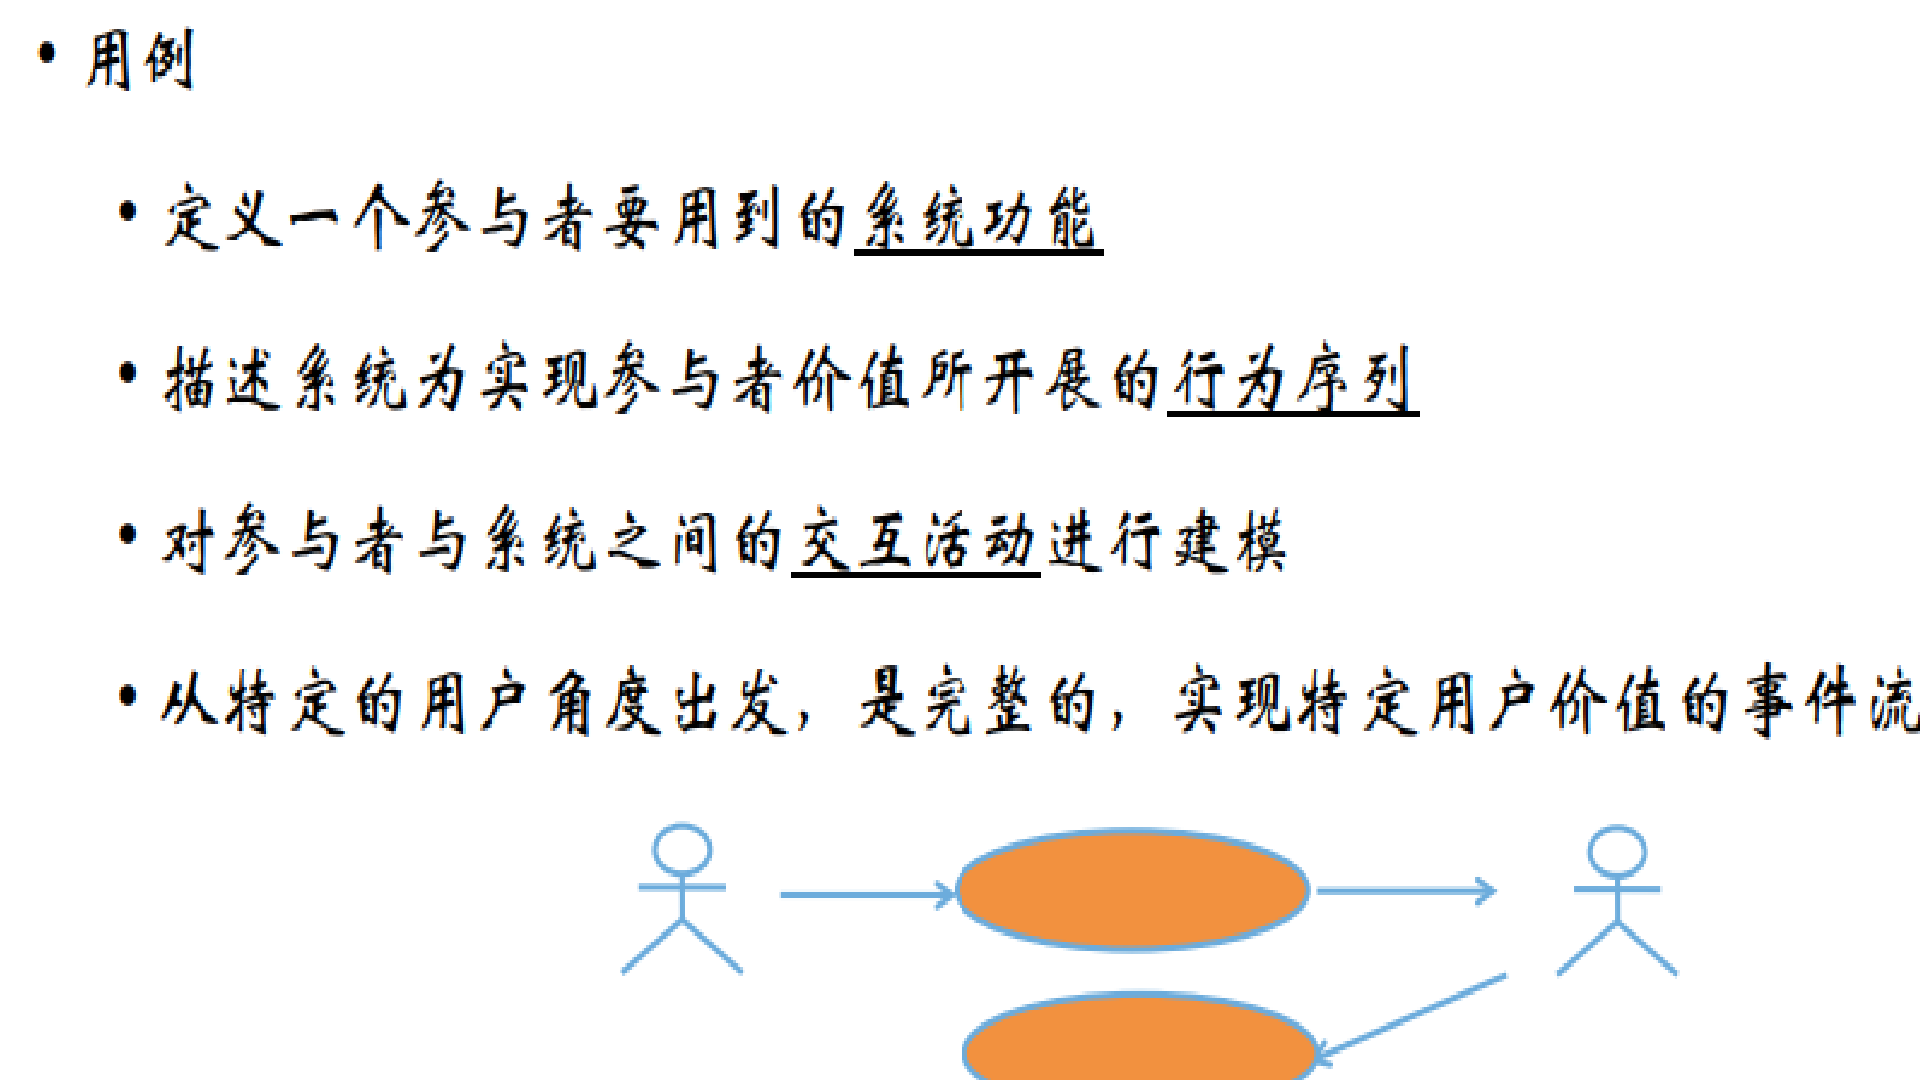 • 用例
• 定义一个参与者要用到的系统功能
• 描述系统为实现参与者价值所开展的行为序列
• 对参与者与系统之间的交互活动进行建模
• 从特定的用户角度出发，是完整的，实现特定用户价值的事件流